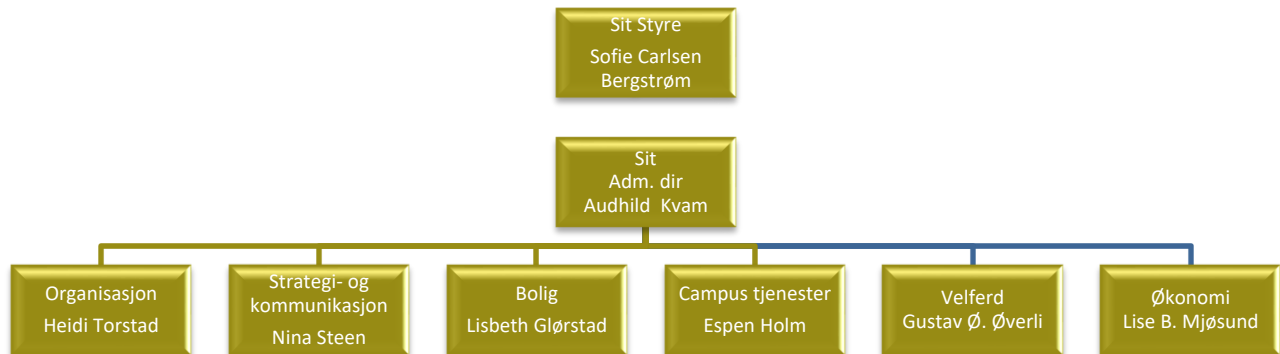 Sit Styre
Sofie Carlsen
Bergstrøm
Sit
Adm. dir
Audhild Kvam
Organisasjon
Heidi Torstad
Strategi- og
kommunikasjon
Nina Steen
Bolig
Lisbeth Glørstad
Campus tjenester
Espen Holm
Velferd
Gustav Ø. Øverli
Økonomi
Lise B. Mjøsund